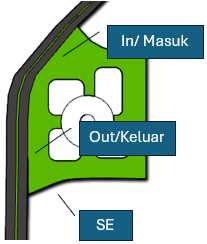 In/ Masuk
Out/Keluar
SE